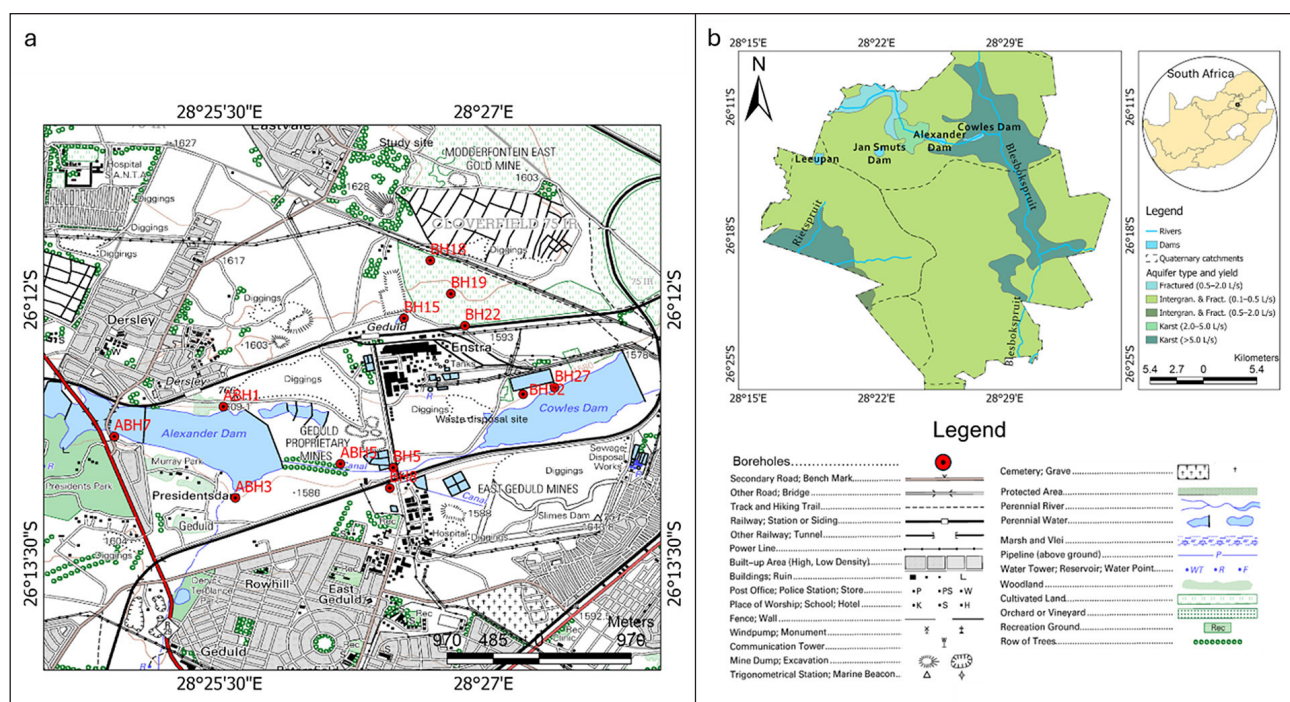 a
28°25'30"E
28°27'E
Eastvale
1627
Hospital
S.A.N.T.A.
Study site
MODDERFONTEIN EAST
GOLD MINE
1603
1628
Diggings
CLOVERFIELD 75 IR
Diggings
BH18
1617
26°12'S
26°12'S
BH19
Diggings
BH15
BH22
Geduld
Dersley
1603
Enstra
1593
1578
Tanks
Dersley
Diggings
BH27
BH32
ABH1
Diggings
Cowles Dam
Waste disposal site
ABH7
Alexander Dam
GEDULD
PROPRIETARY
MINES
Sewage
Disposal
Works
Murray Park
ABH5
BH5
Canal
Diggings
Presidents Park
BH6
ABH3
Presidentsdam
1586
EAST GEDULD MINES
Canal
Geduld
Rec
1588
Slimes Dam
Hospital
Diggings
1604
Diggings
26°13'30"S
26°13'30"S
Rowhill
East
Geduld
Rec
Rec
1592
Meters
Geduld
970 485 0 970
28°25'30"E
28°27'E
b
28°15'E
28°22'E
28°29'E
N
26°11'S
26°11'S
Cowles Dam
Alexander
Dam
Jan Smuts
Dam
Leeupan
Blesbokspruit
Rietspruit
26°18'S
26°18'S
Blesbokspruit
26°25'S
26°25'S
28°15'E
28°22'E
28°29'E
South Africa
Legend
Rivers
Dams
Quaternary catchments
Aquifer type and yield
Fractured (0.5–2.0 L/s)
Intergran. & Fract. (0.1–0.5 L/s)
Intergran. & Fract. (0.5–2.0 L/s)
Karst (2.0–5.0 L/s)
Karst (>5.0 L/s)
Kilometers
5.4 2.7 0 5.4
Legend
Boreholes
Secondary Road; Bench Mark
Other Road; Bridge
Track and Hiking Trail
Railway; Station or Siding
Other Railway; Tunnel
Power Line
Built-up Area (High, Low Density)
Buildings; Ruin
Post Office; Police Station; Store •P •PS •W
Place of Worship; School; Hotel •K •S •H
Fence; Wall
Windpump; Monument
Communication Tower
Mine Dump; Excavation
Trigonometrical Station; Marine Beacon
Cemetery; Grave
Protected Area
Perennial River
Perennial Water
Marsh and Vlei
Pipeline (above ground) P
Water Tower; Reservoir; Water Point •WT •R •F
Woodland
Cultivated Land
Orchard or Vineyard
Recreation Ground Rec
Row of Trees